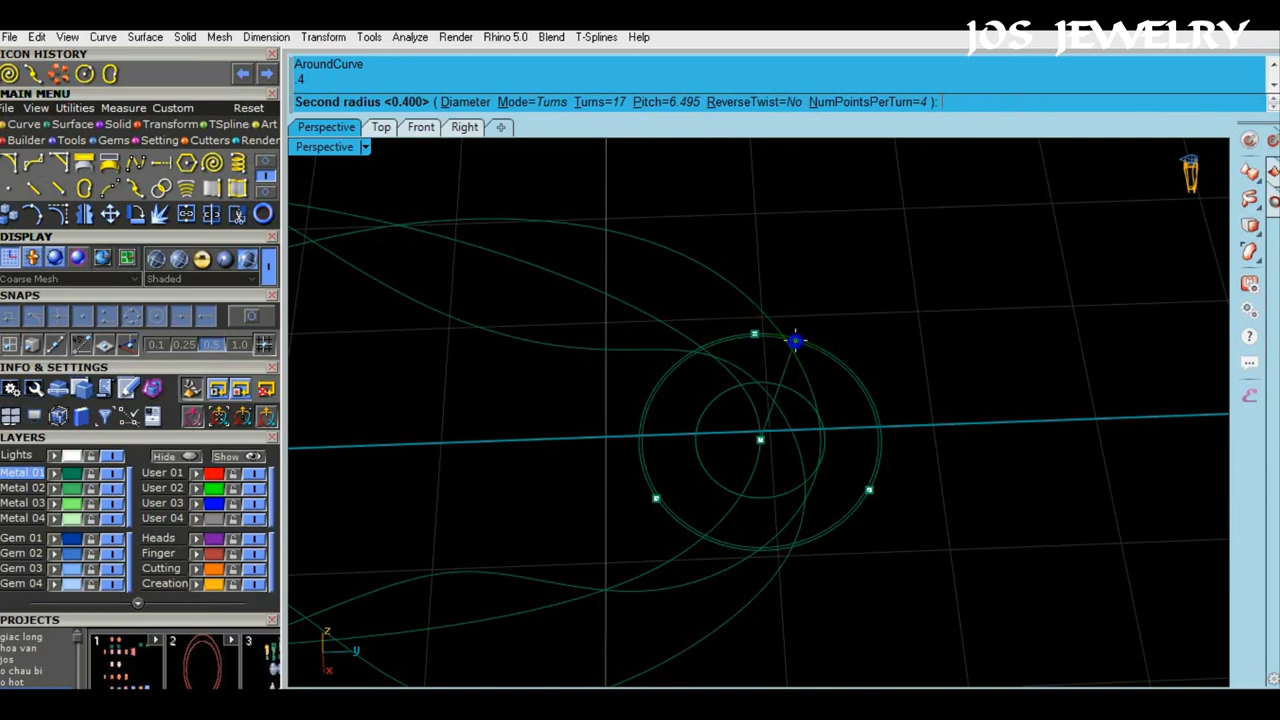 JOS JEWELRY
File Edit View Curve Surface Solid Mesh Dimension Transform Tools Analyze Render Rhino 5.0 Blend T-Splines Help
ICON HISTORY
AroundCurve
.4
Second radius <0.400> ( Diameter Mode=Turns Turns=17 Pitch=6.495 ReverseTwist=No NumPointsPerTurn=4 ):
MAIN MENU
View Utilities Measure Custom Reset
Curve Surface Solid Transform TSpline Art
Builder Tools Gems Setting Cutters Render
Perspective Top Front Right
Perspective
DISPLAY
Coarse Mesh Shaded
SNAPS
0.1 0.25 0.5 1.0
INFO & SETTINGS
LAYERS
Lights Hide Show
Metal 01 User 01
Metal 02 User 02
Metal 03 User 03
Metal 04 User 04
Gem 01 Heads
Gem 02 Finger
Gem 03 Cutting
Gem 04 Creation
PROJECTS
giac long
hoa van
jos
o chau bi
o hot
1 2 3
z
y
x